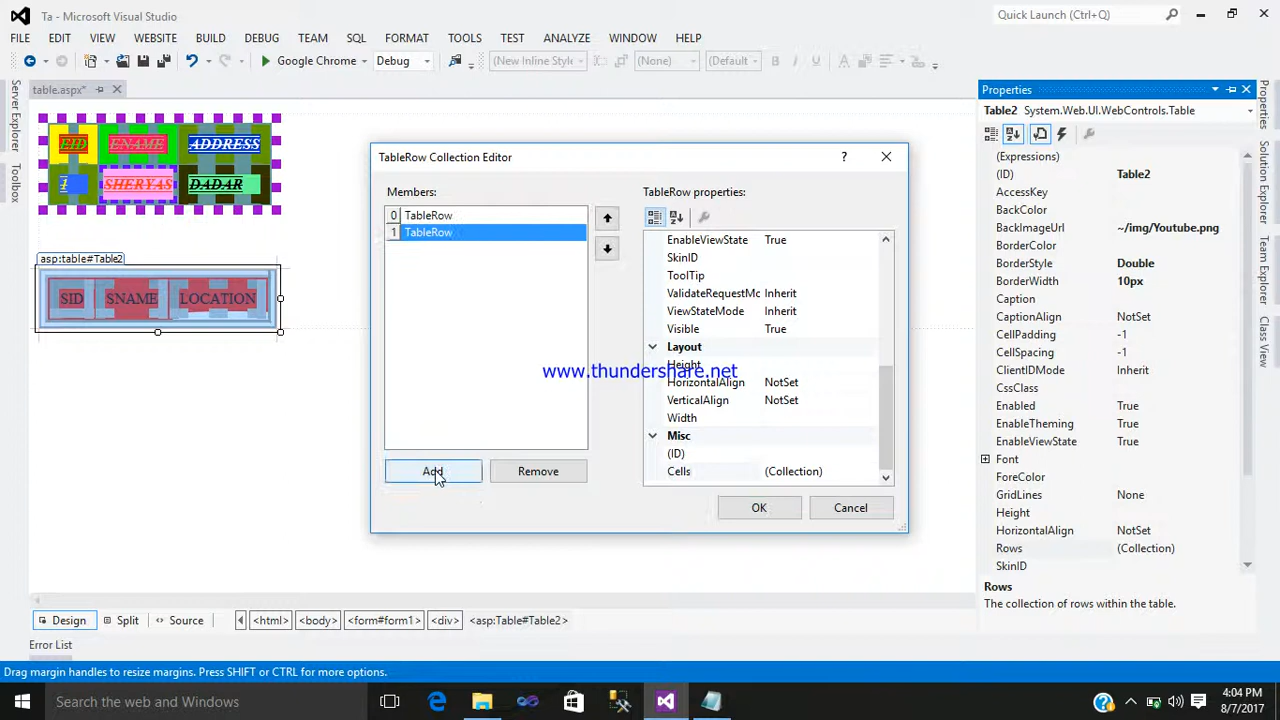 Ta - Microsoft Visual Studio
Quick Launch (Ctrl+Q)
FILE EDIT VIEW WEBSITE BUILD DEBUG TEAM SQL FORMAT TOOLS TEST ANALYZE WINDOW HELP
Google Chrome Debug (New Inline Style; (None) (Default
table.aspx*
Server Explorer
Toolbox
EID ENAME ADDRESS
1 SHERYAS DADAR
asp:table#Table2
SID SNAME LOCATION
TableRow Collection Editor
?
Members:
0 TableRow
1 TableRow
Add
Remove
TableRow properties:
EnableViewState True
SkinID
ToolTip
ValidateRequestMo Inherit
ViewStateMode Inherit
Visible True
Layout
Height
HorizontalAlign NotSet
VerticalAlign NotSet
Width
Misc
(ID)
Cells (Collection)
OK
Cancel
www.thundershare.net
Properties
Table2 System.Web.UI.WebControls.Table
(Expressions)
(ID) Table2
AccessKey
BackColor
BackImageUrl ~/img/Youtube.png
BorderColor
BorderStyle Double
BorderWidth 10px
Caption
CaptionAlign NotSet
CellPadding -1
CellSpacing -1
ClientIDMode Inherit
CssClass
Enabled True
EnableTheming True
EnableViewState True
Font
ForeColor
GridLines None
Height
HorizontalAlign NotSet
Rows (Collection)
SkinID
Rows
The collection of rows within the table.
Properties
Solution Explorer
Team Explorer
Class View
Design Split Source <html> <body> <form#form1> <div> <asp:Table#Table2>
Error List
Drag margin handles to resize margins. Press SHIFT or CTRL for more options.
Search the web and Windows
4:04 PM
8/7/2017